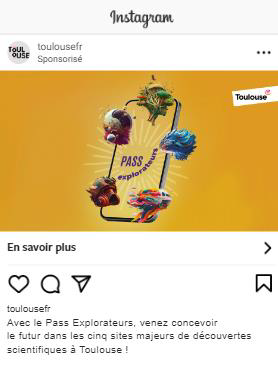 Instagram
TOUL
OUSE
toulousefr
Sponsorisé
Toulouse
PASS
explorateurs
En savoir plus
toulousefr
Avec le Pass Explorateurs, venez concevoir
le futur dans les cinq sites majeurs de découvertes
scientifiques à Toulouse !